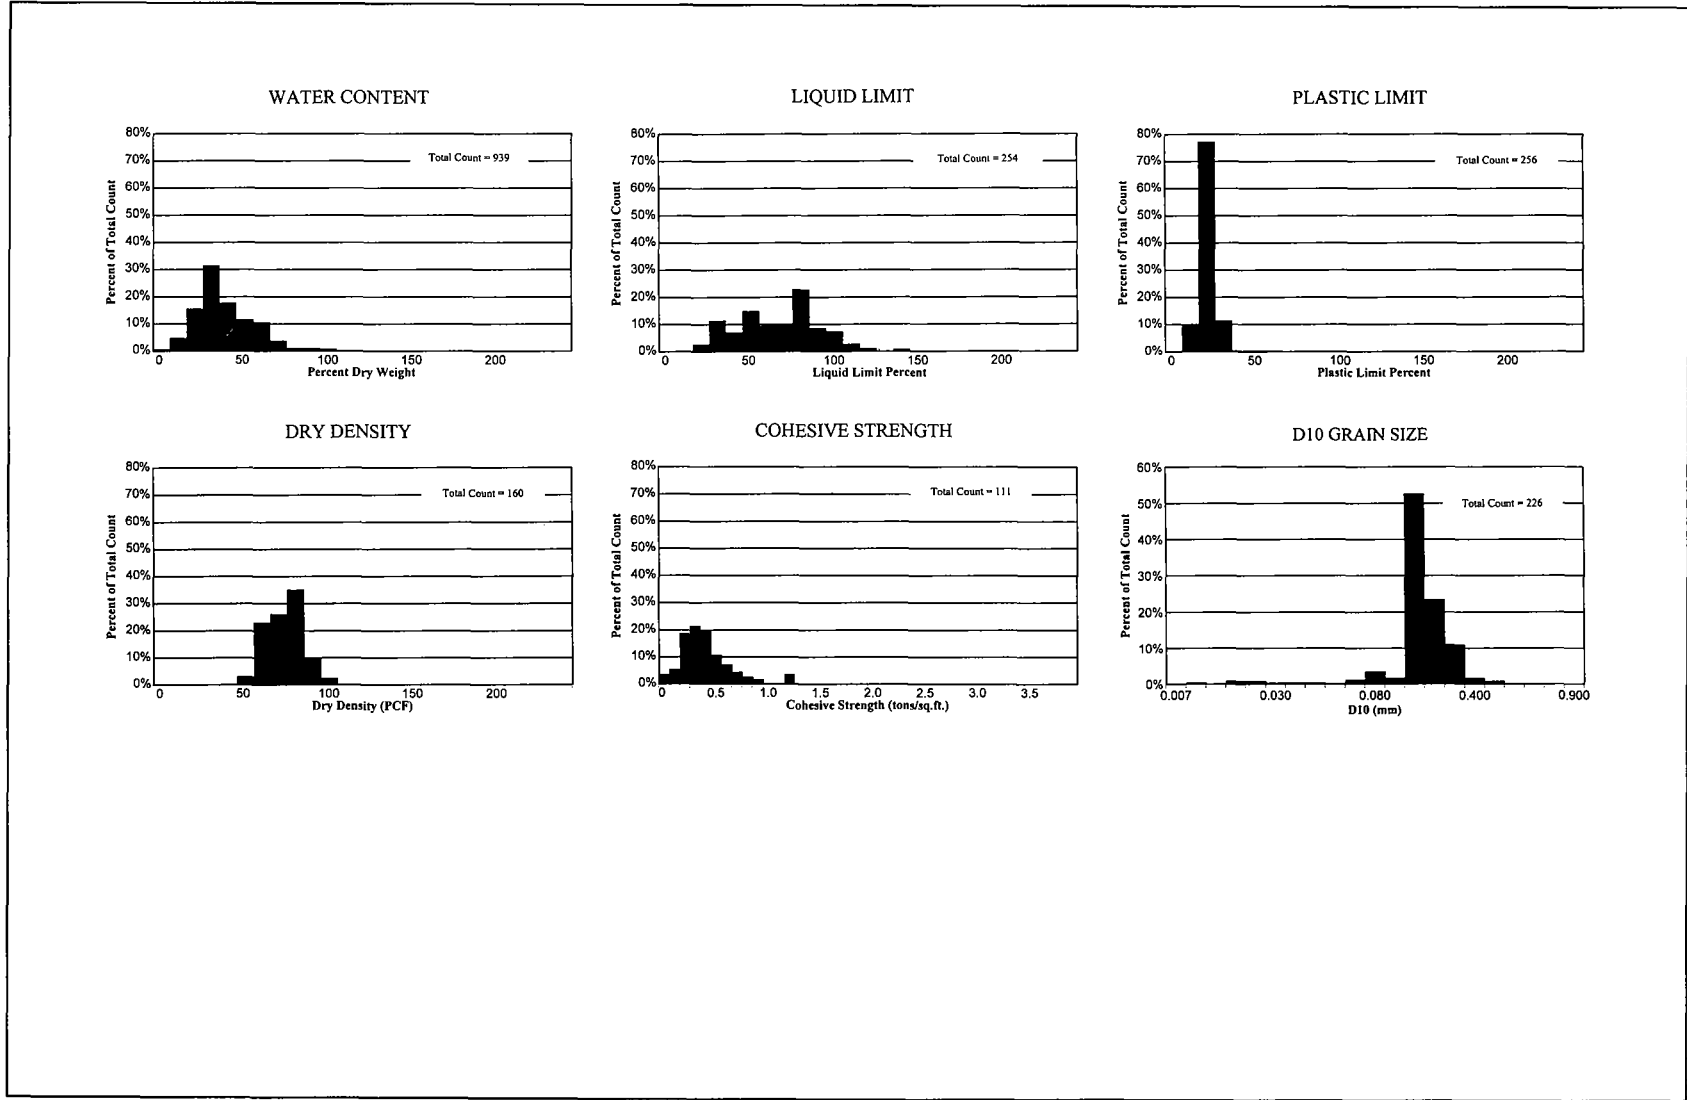 WATER CONTENT
80%
70%
60%
50%
40%
30%
20%
10%
0%
Percent of Total Count
Total Count = 939
0 50 100 150 200
Percent Dry Weight
LIQUID LIMIT
80%
70%
60%
50%
40%
30%
20%
10%
0%
Percent of Total Count
Total Count = 254
0 50 100 150 200
Liquid Limit Percent
PLASTIC LIMIT
80%
70%
60%
50%
40%
30%
20%
10%
0%
Percent of Total Count
Total Count = 256
0 50 100 150 200
Plastic Limit Percent
DRY DENSITY
80%
70%
60%
50%
40%
30%
20%
10%
0%
Percent of Total Count
Total Count = 160
0 50 100 150 200
Dry Density (PCF)
COHESIVE STRENGTH
80%
70%
60%
50%
40%
30%
20%
10%
0%
Percent of Total Count
Total Count = 111
0 0.5 1.0 1.5 2.0 2.5 3.0 3.5
Cohesive Strength (tons/sq.ft.)
D10 GRAIN SIZE
60%
50%
40%
30%
20%
10%
0%
Percent of Total Count
Total Count = 226
0.007 0.030 0.080 0.400 0.900
D10 (mm)